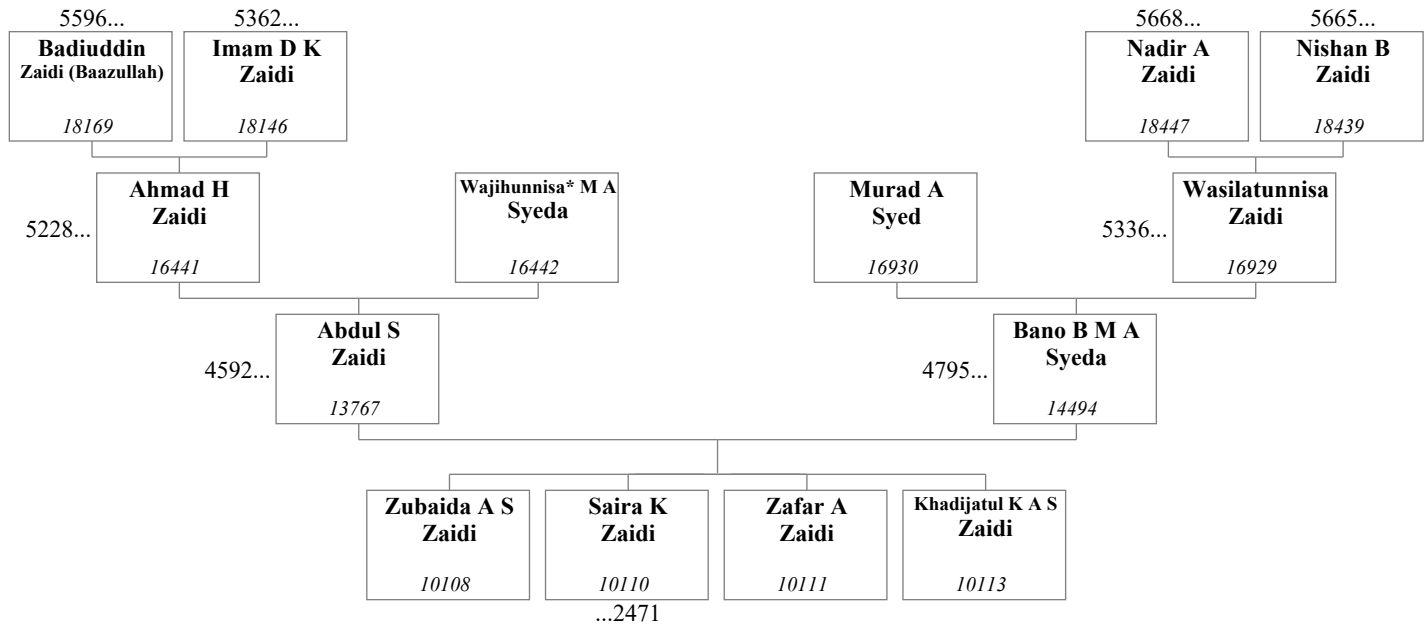 5596...
5362...
5668...
5665...
Badiuddin
Zaidi (Baazullah)
18169
Imam D K
Zaidi
18146
Nadir A
Zaidi
18447
Nishan B
Zaidi
18439
5228...
Ahmad H
Zaidi
16441
Wajihunnisa* M A
Syeda
16442
Murad A
Syed
16930
5336...
Wasilatunnisa
Zaidi
16929
4592...
Abdul S
Zaidi
13767
4795...
Bano B M A
Syeda
14494
Zubaida A S
Zaidi
10108
Saira K
Zaidi
10110
Zafar A
Zaidi
10111
Khadijatul K A S
Zaidi
10113
...2471